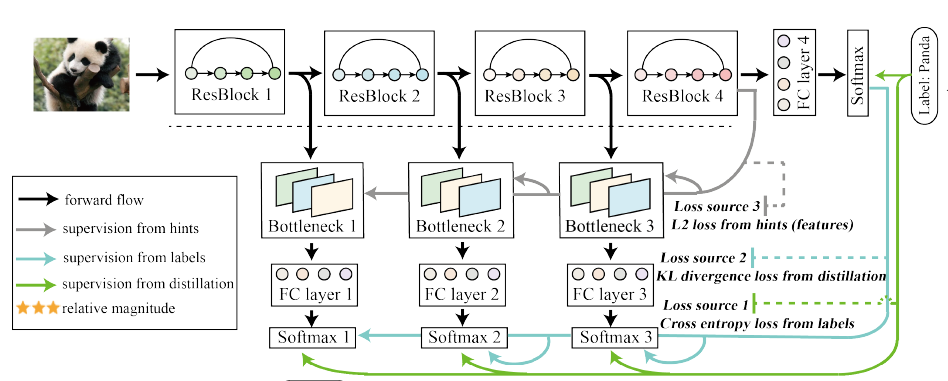 ResBlock 1
ResBlock 2
ResBlock 3
ResBlock 4
FC layer 4
Softmax
Label: Panda
forward flow
supervision from hints
supervision from labels
supervision from distillation
relative magnitude
Bottleneck 1
Bottleneck 2
Bottleneck 3
Loss source 3
L2 loss from hints (features)
Loss source 2
KL divergence loss from distillation
Loss source 1
Cross entropy loss from labels
FC layer 1
FC layer 2
FC layer 3
Softmax 1
Softmax 2
Softmax 3